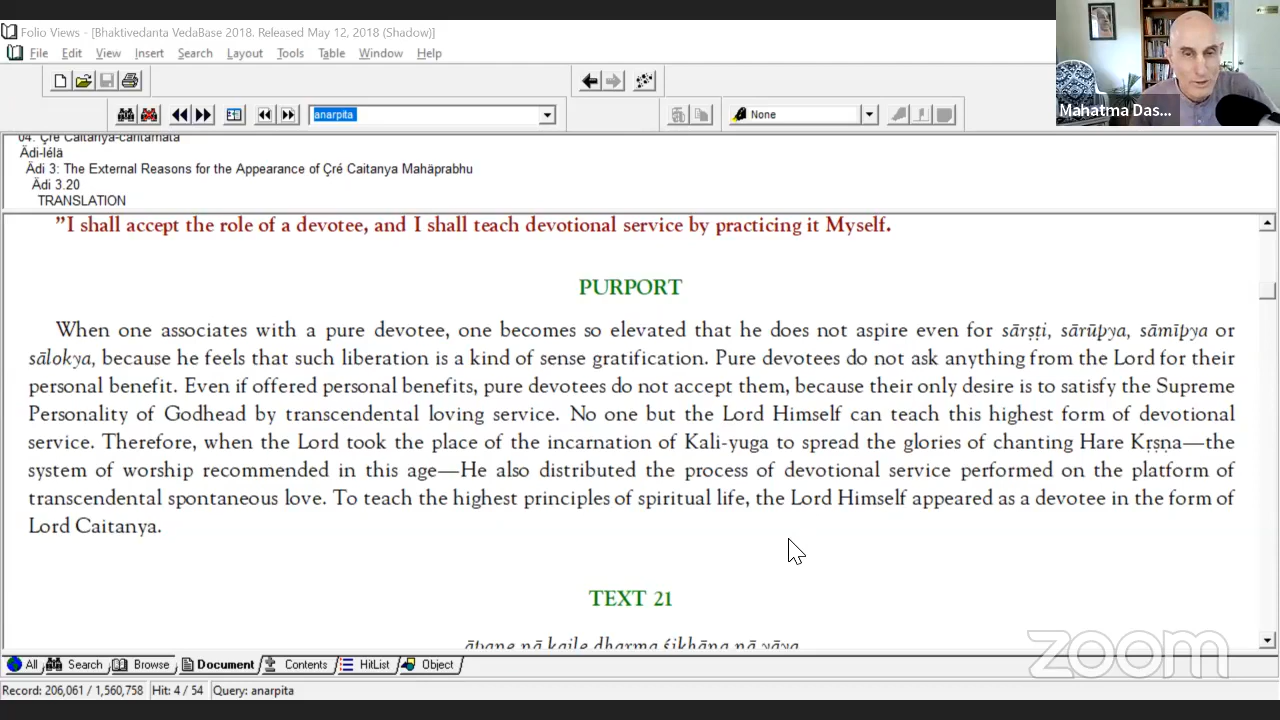 Folio Views - [Bhaktivedanta VedaBase 2018. Released May 12, 2018 (Shadow)]
File Edit View Insert Search Layout Tools Table Window Help
anarpita
None
Mahatma Das...
04. Çré Caitanya-caritämåta
Ädi-lélä
Ädi 3: The External Reasons for the Appearance of Çré Caitanya Mahäprabhu
Ädi 3.20
TRANSLATION
"I shall accept the role of a devotee, and I shall teach devotional service by practicing it Myself.
PURPORT
When one associates with a pure devotee, one becomes so elevated that he does not aspire even for sārṣṭi, sārūpya, sāmīpya or
sālokya, because he feels that such liberation is a kind of sense gratification. Pure devotees do not ask anything from the Lord for their
personal benefit. Even if offered personal benefits, pure devotees do not accept them, because their only desire is to satisfy the Supreme
Personality of Godhead by transcendental loving service. No one but the Lord Himself can teach this highest form of devotional
service. Therefore, when the Lord took the place of the incarnation of Kali-yuga to spread the glories of chanting Hare Kṛṣṇa—the
system of worship recommended in this age—He also distributed the process of devotional service performed on the platform of
transcendental spontaneous love. To teach the highest principles of spiritual life, the Lord Himself appeared as a devotee in the form of
Lord Caitanya.
TEXT 21
āpane nā kaile dharma śikhāna nā yāya
zoom
All Search Browse Document Contents HitList Object
Record: 206,061 / 1,560,758 Hit: 4 / 54 Query: anarpita